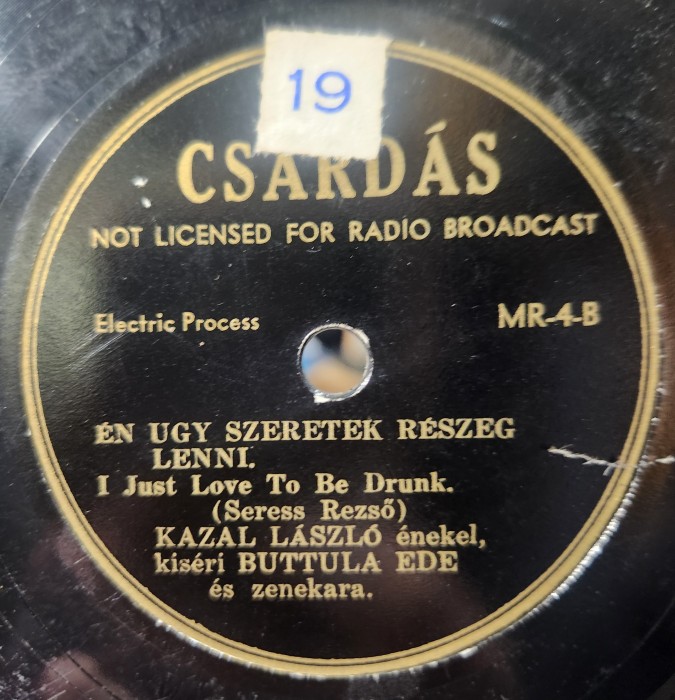 19
CSÁRDÁS
NOT LICENSED FOR RADIO BROADCAST
Electric Process MR-4-B
ÉN UGY SZERETEK RÉSZEG
LENNI.
I Just Love To Be Drunk.
(Seress Rezső)
KAZAL LÁSZLÓ énekel,
kiséri BUTTULA EDE
és zenekara.